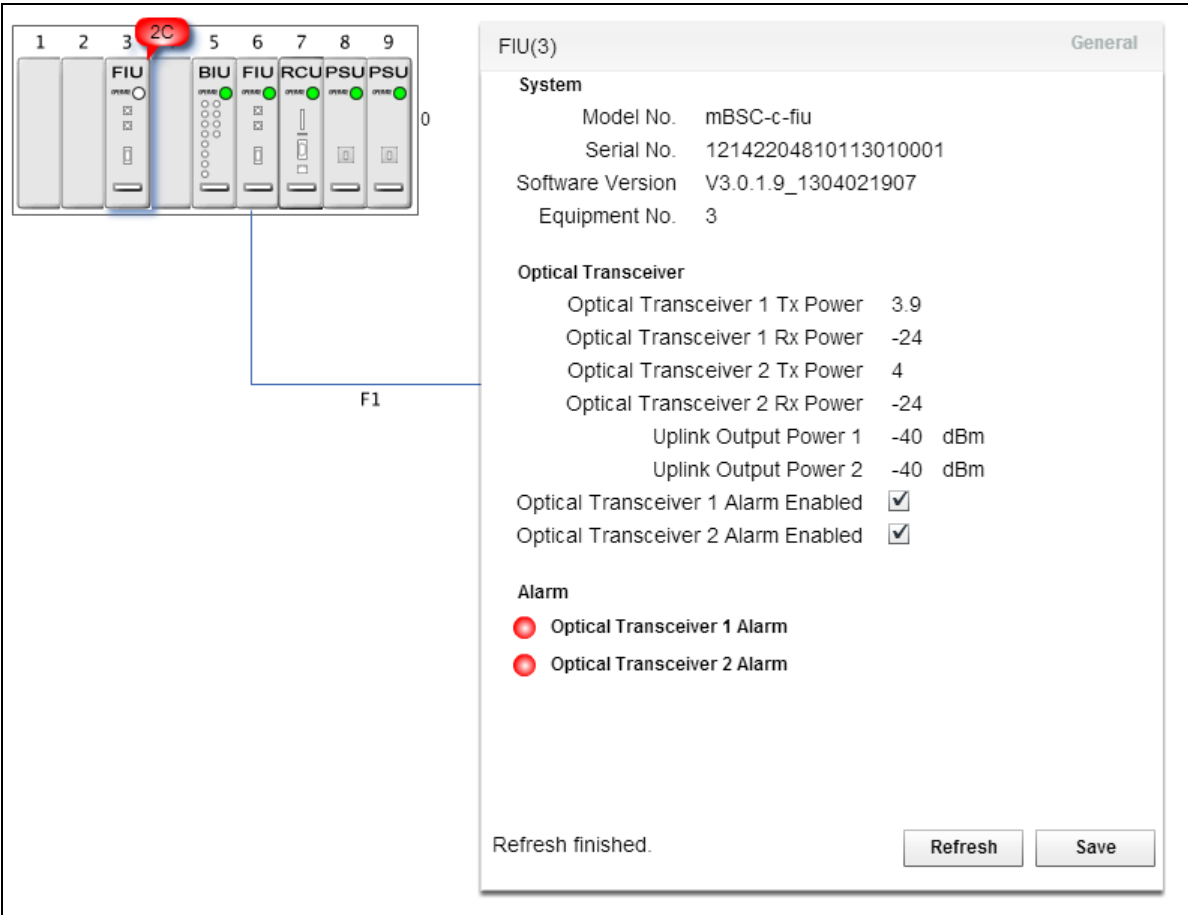 1 2 3 2C 5 6 7 8 9
FIU BIU FIU RCU PSU PSU
0
F1
FIU(3) General
System
Model No. mBSC-c-fiu
Serial No. 12142204810113010001
Software Version V3.0.1.9_1304021907
Equipment No. 3
Optical Transceiver
Optical Transceiver 1 Tx Power 3.9
Optical Transceiver 1 Rx Power -24
Optical Transceiver 2 Tx Power 4
Optical Transceiver 2 Rx Power -24
Uplink Output Power 1 -40 dBm
Uplink Output Power 2 -40 dBm
Optical Transceiver 1 Alarm Enabled
Optical Transceiver 2 Alarm Enabled
Alarm
Optical Transceiver 1 Alarm
Optical Transceiver 2 Alarm
Refresh finished. Refresh Save